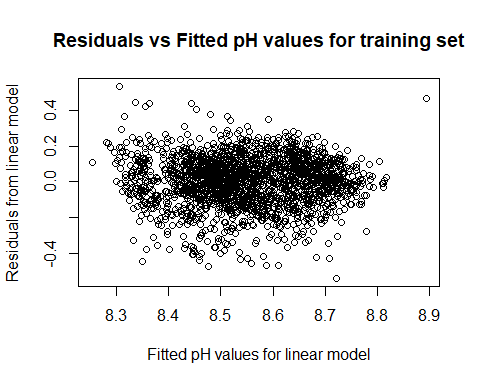 Residuals vs Fitted pH values for training set
Residuals from linear model
0.4
0.2
0.0
-0.4
8.3 8.4 8.5 8.6 8.7 8.8 8.9
Fitted pH values for linear model